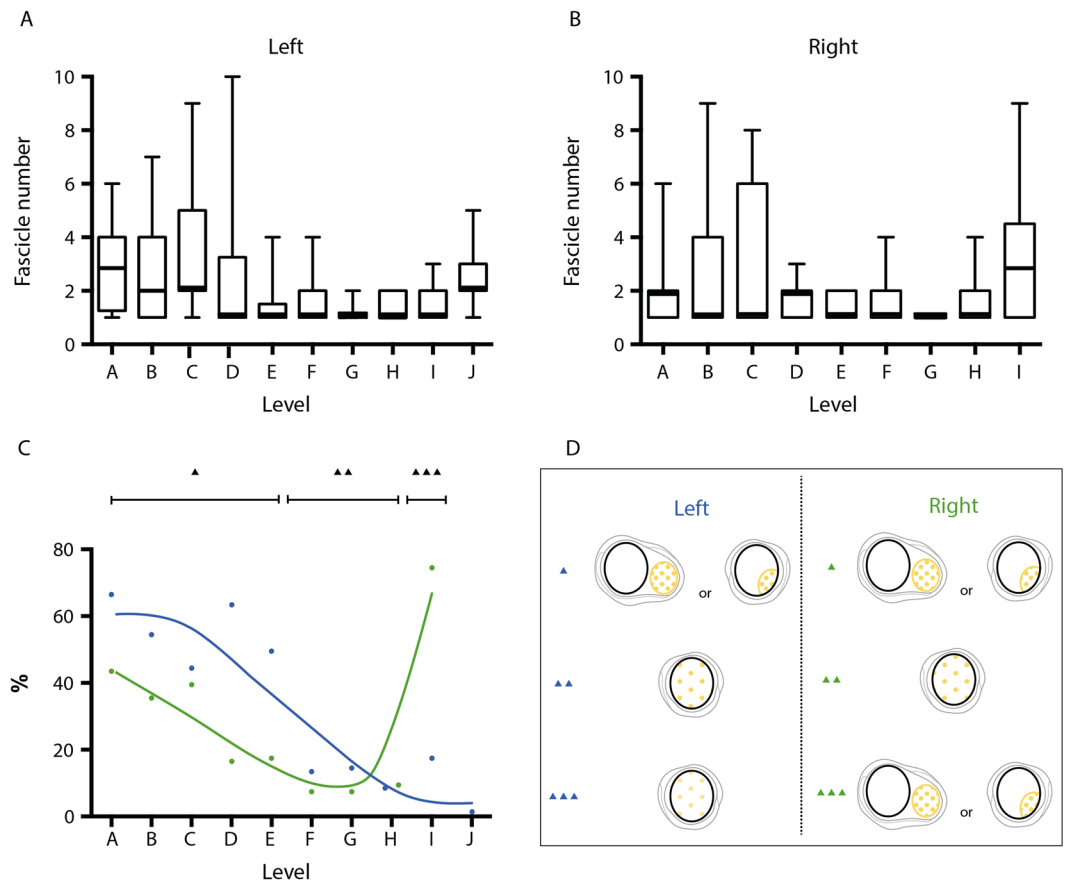 A
Left
Fascicle number
10
8
6
4
2
0
A B C D E F G H I J
Level
B
Right
Fascicle number
10
8
6
4
2
0
A B C D E F G H I
Level
C
%
80
60
40
20
0
A B C D E F G H I J
Level
D
Left Right
or
or
or